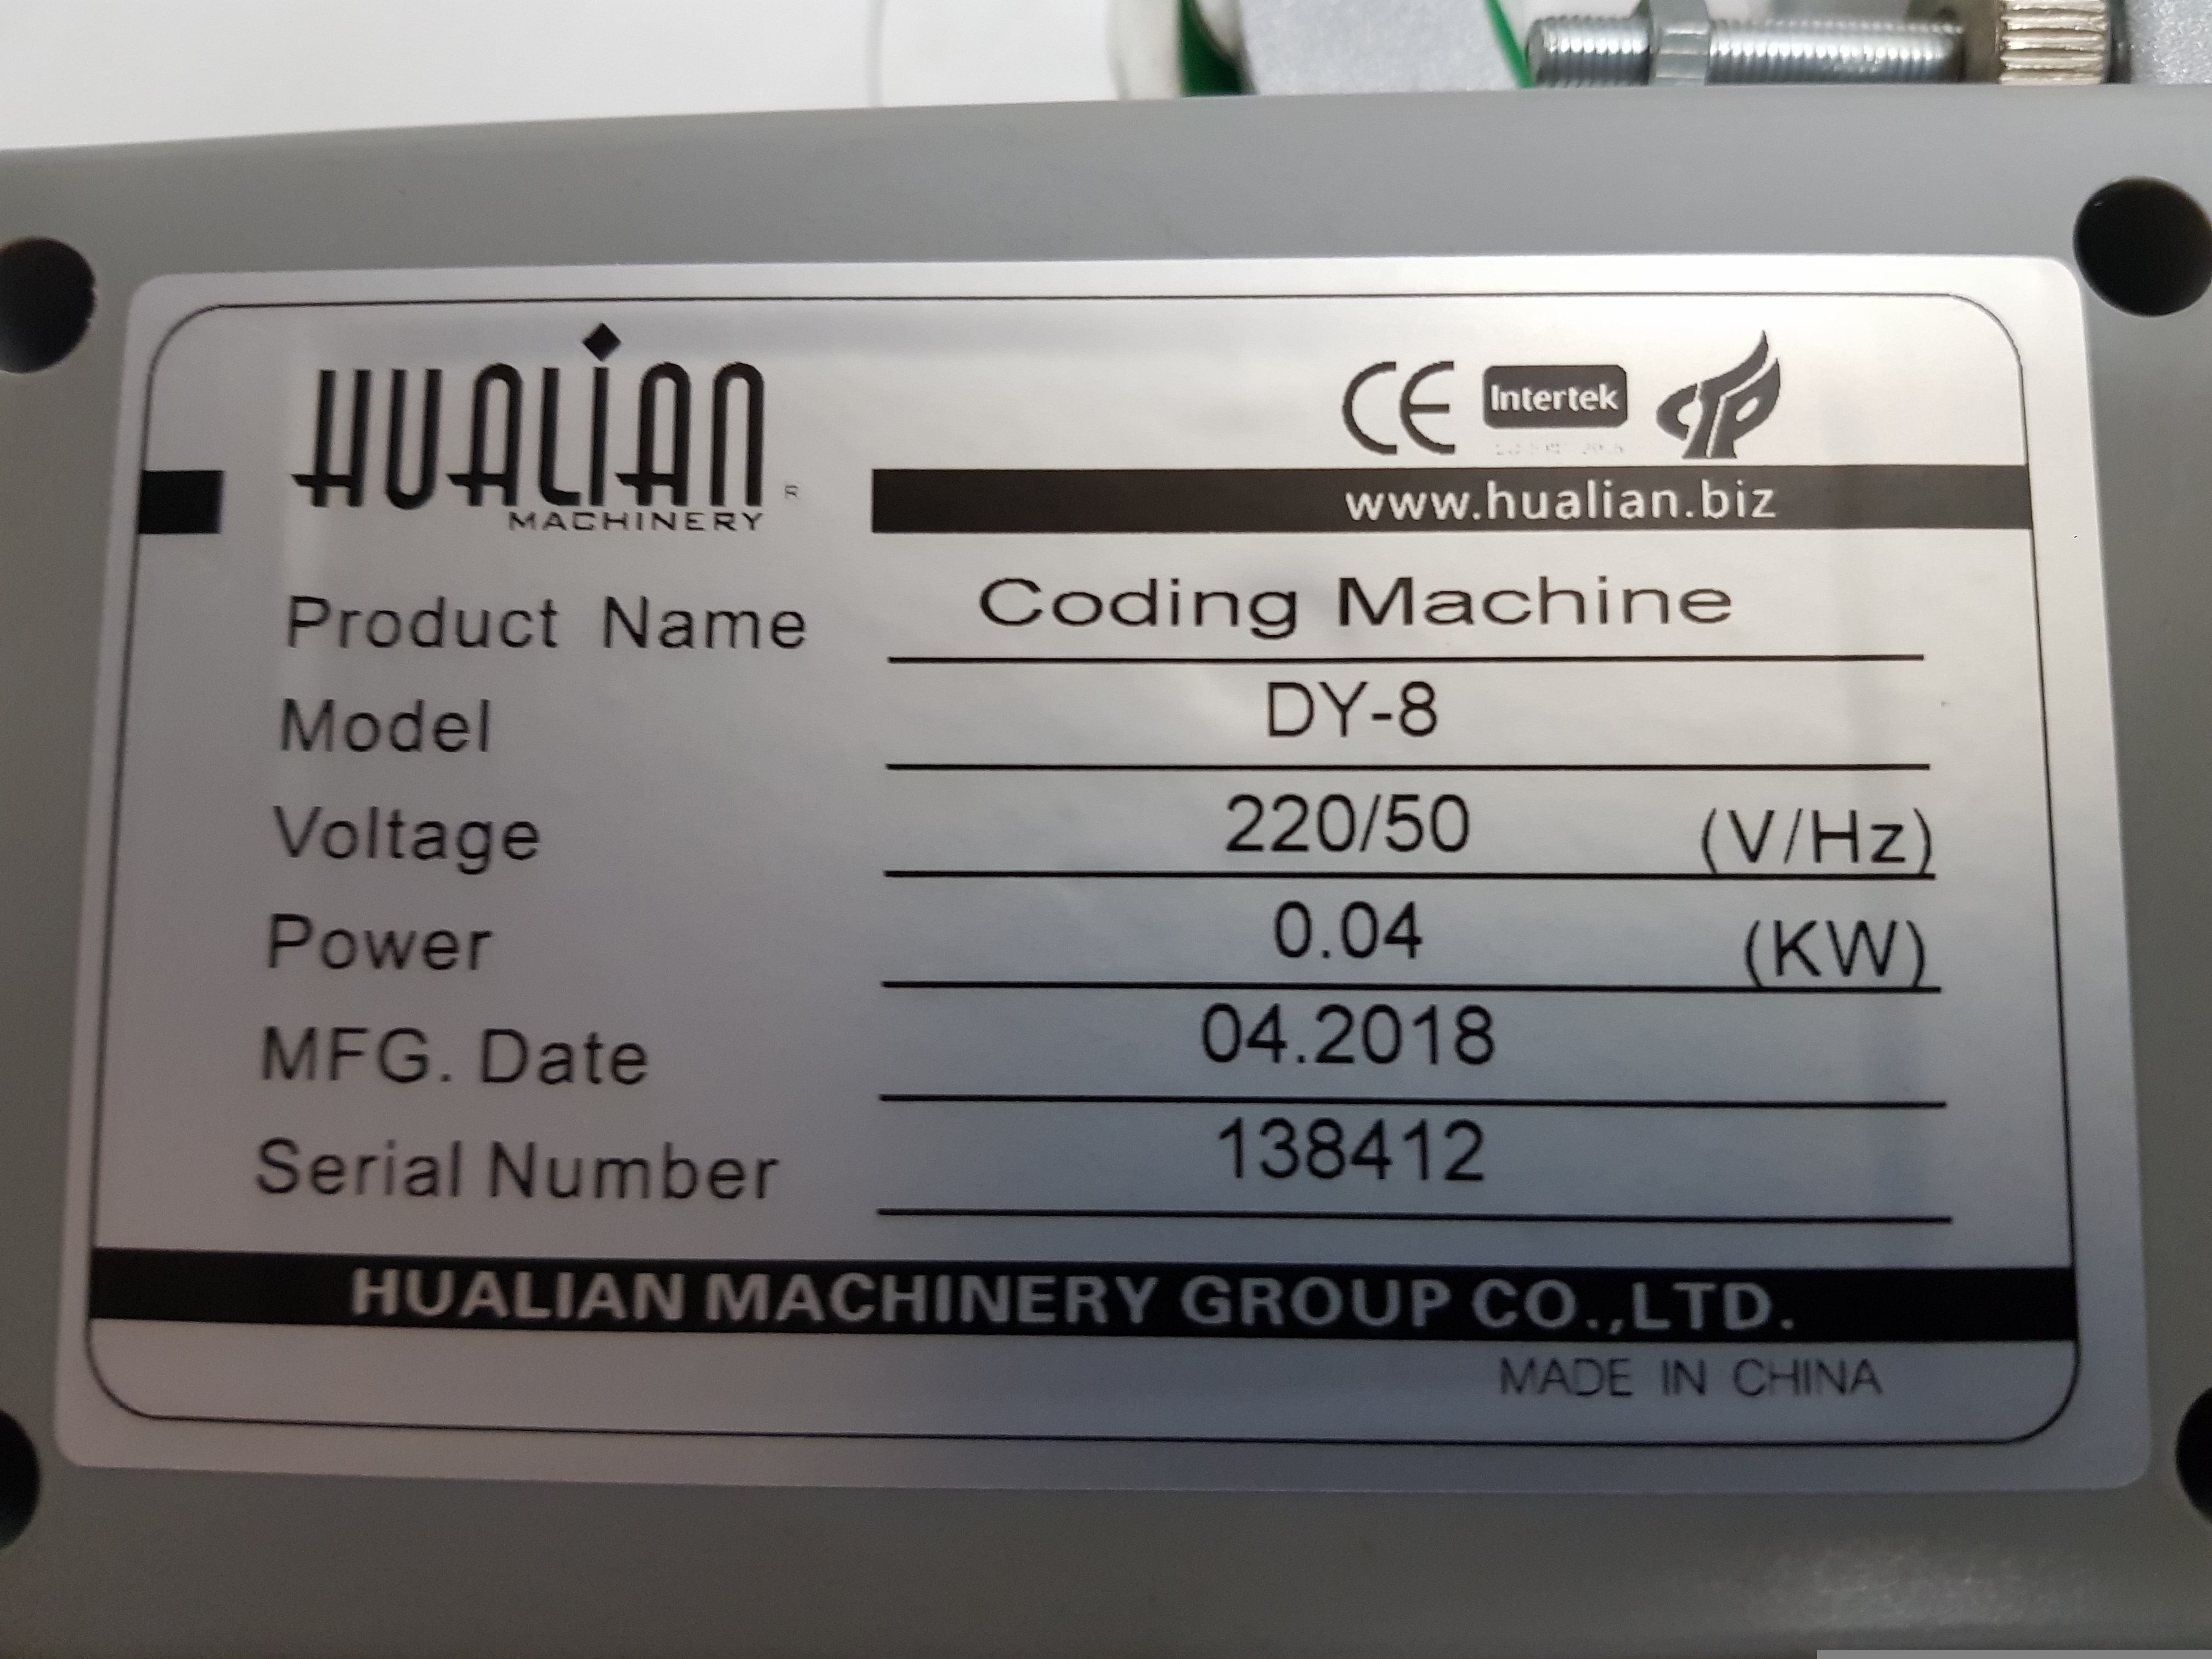 HUALiAN
MACHINERY R
CE Intertek
www.hualian.biz
Product Name Coding Machine
Model DY-8
Voltage 220/50 (V/Hz)
Power 0.04 (KW)
MFG. Date 04.2018
Serial Number 138412
HUALIAN MACHINERY GROUP CO.,LTD.
MADE IN CHINA